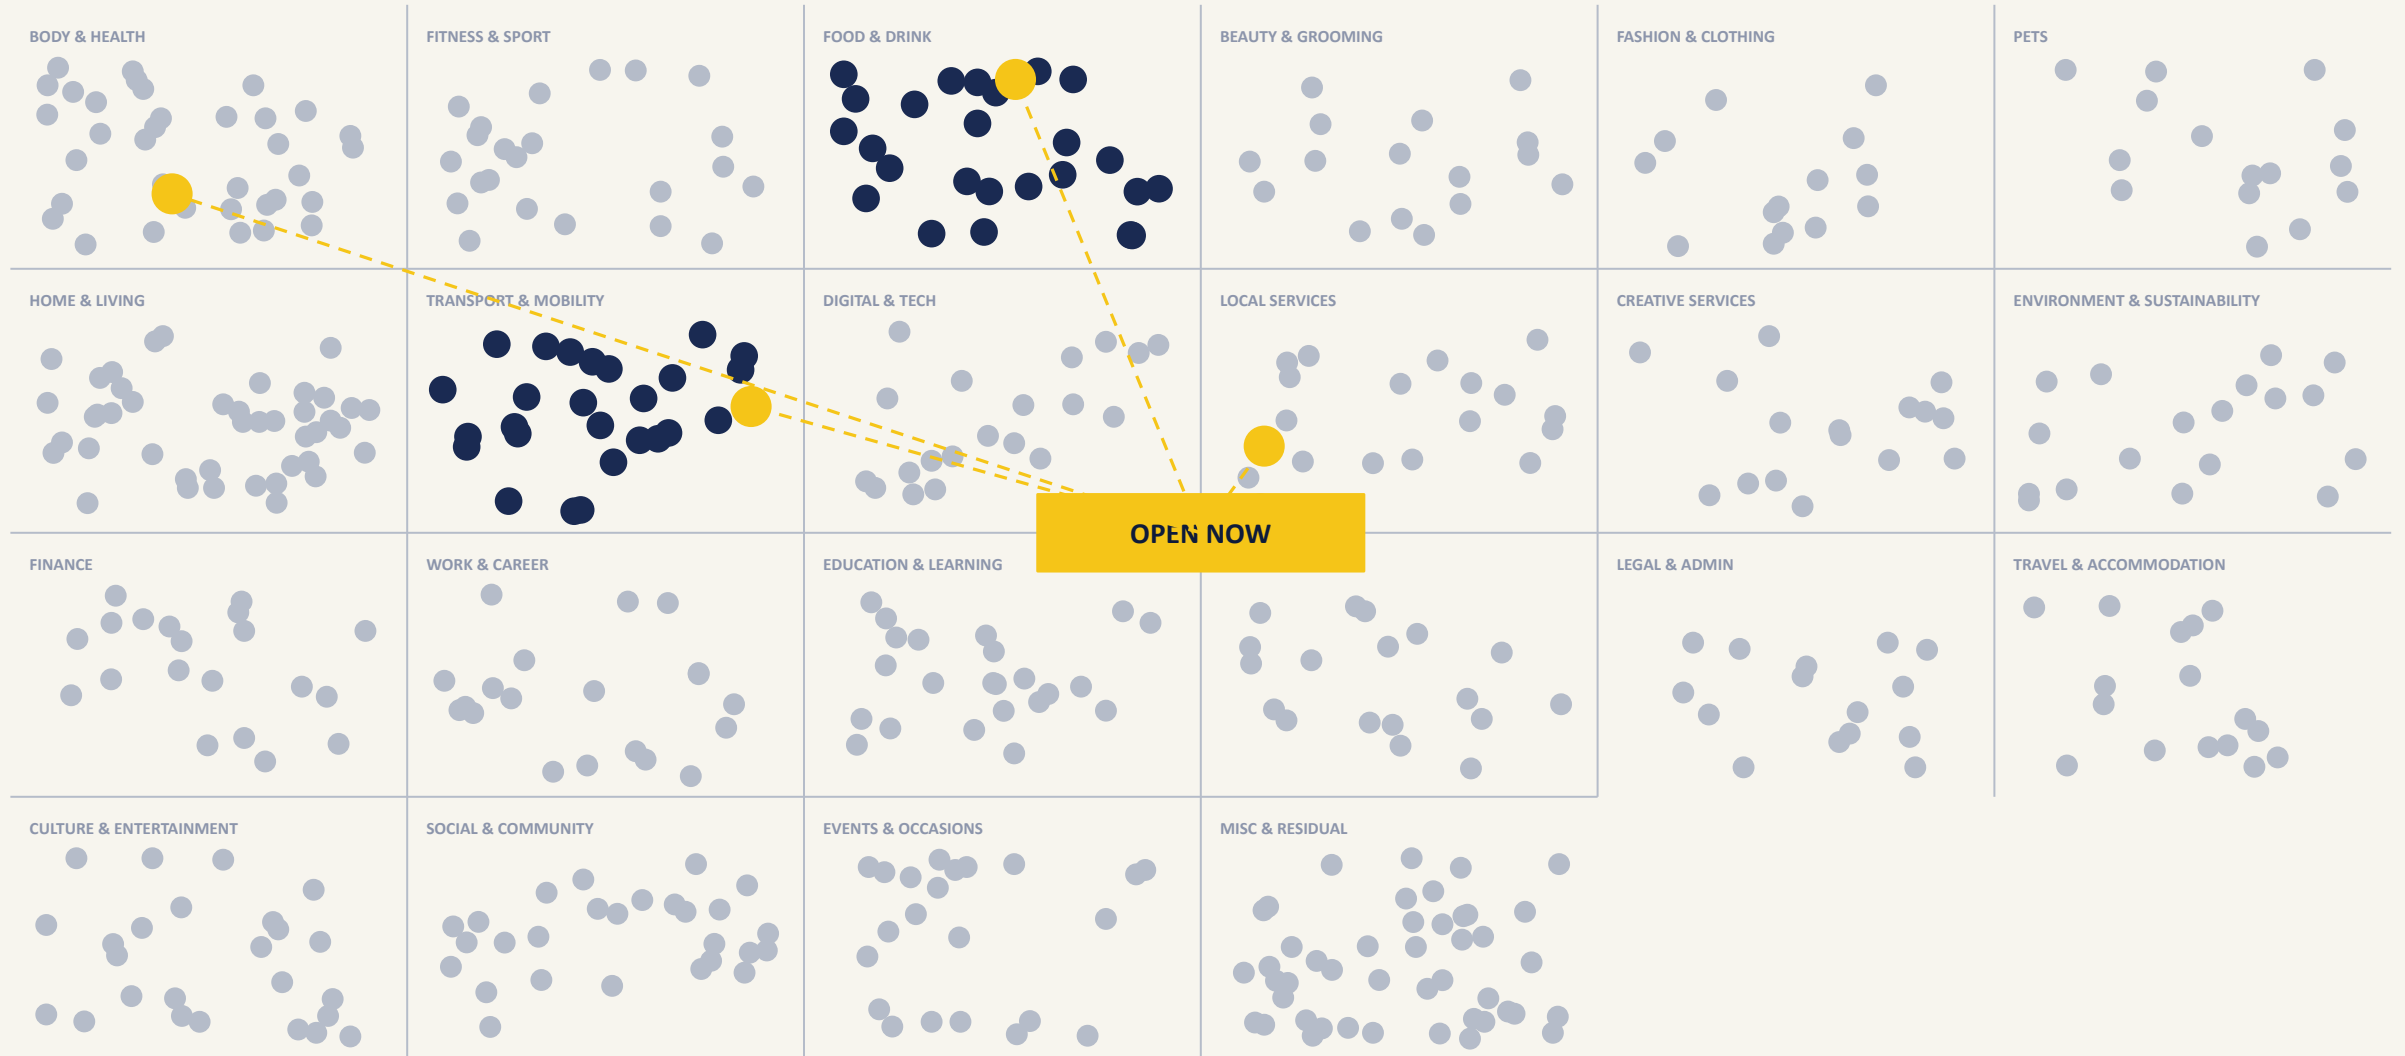 BODY & HEALTH
FITNESS & SPORT
FOOD & DRINK
BEAUTY & GROOMING
FASHION & CLOTHING
PETS
HOME & LIVING
TRANSPORT & MOBILITY
DIGITAL & TECH
LOCAL SERVICES
CREATIVE SERVICES
ENVIRONMENT & SUSTAINABILITY
OPEN NOW
FINANCE
WORK & CAREER
EDUCATION & LEARNING
LEGAL & ADMIN
TRAVEL & ACCOMMODATION
CULTURE & ENTERTAINMENT
SOCIAL & COMMUNITY
EVENTS & OCCASIONS
MISC & RESIDUAL